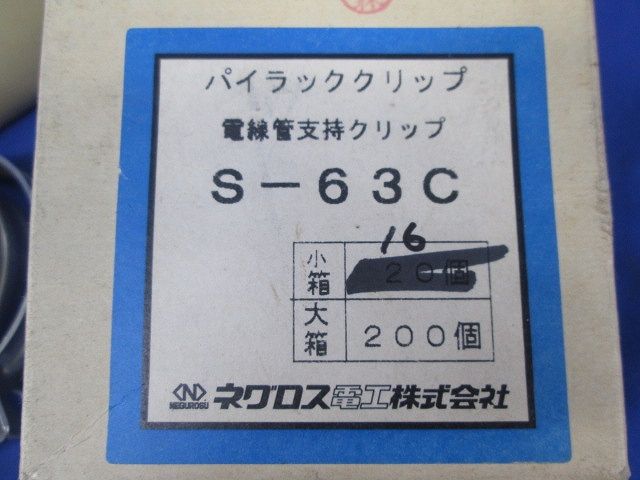 パイラッククリップ
電線管支持クリップ
S－63C
16
小箱 20個
大箱 200個
NEGUROSU ネグロス電工株式会社